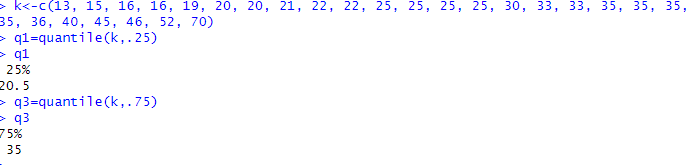 > k<-c(13, 15, 16, 16, 19, 20, 20, 21, 22, 22, 25, 25, 25, 25, 30, 33, 33, 35, 35, 35,
35, 36, 40, 45, 46, 52, 70)
> q1=quantile(k,.25)
> q1
25%
20.5
> q3=quantile(k,.75)
> q3
75%
35